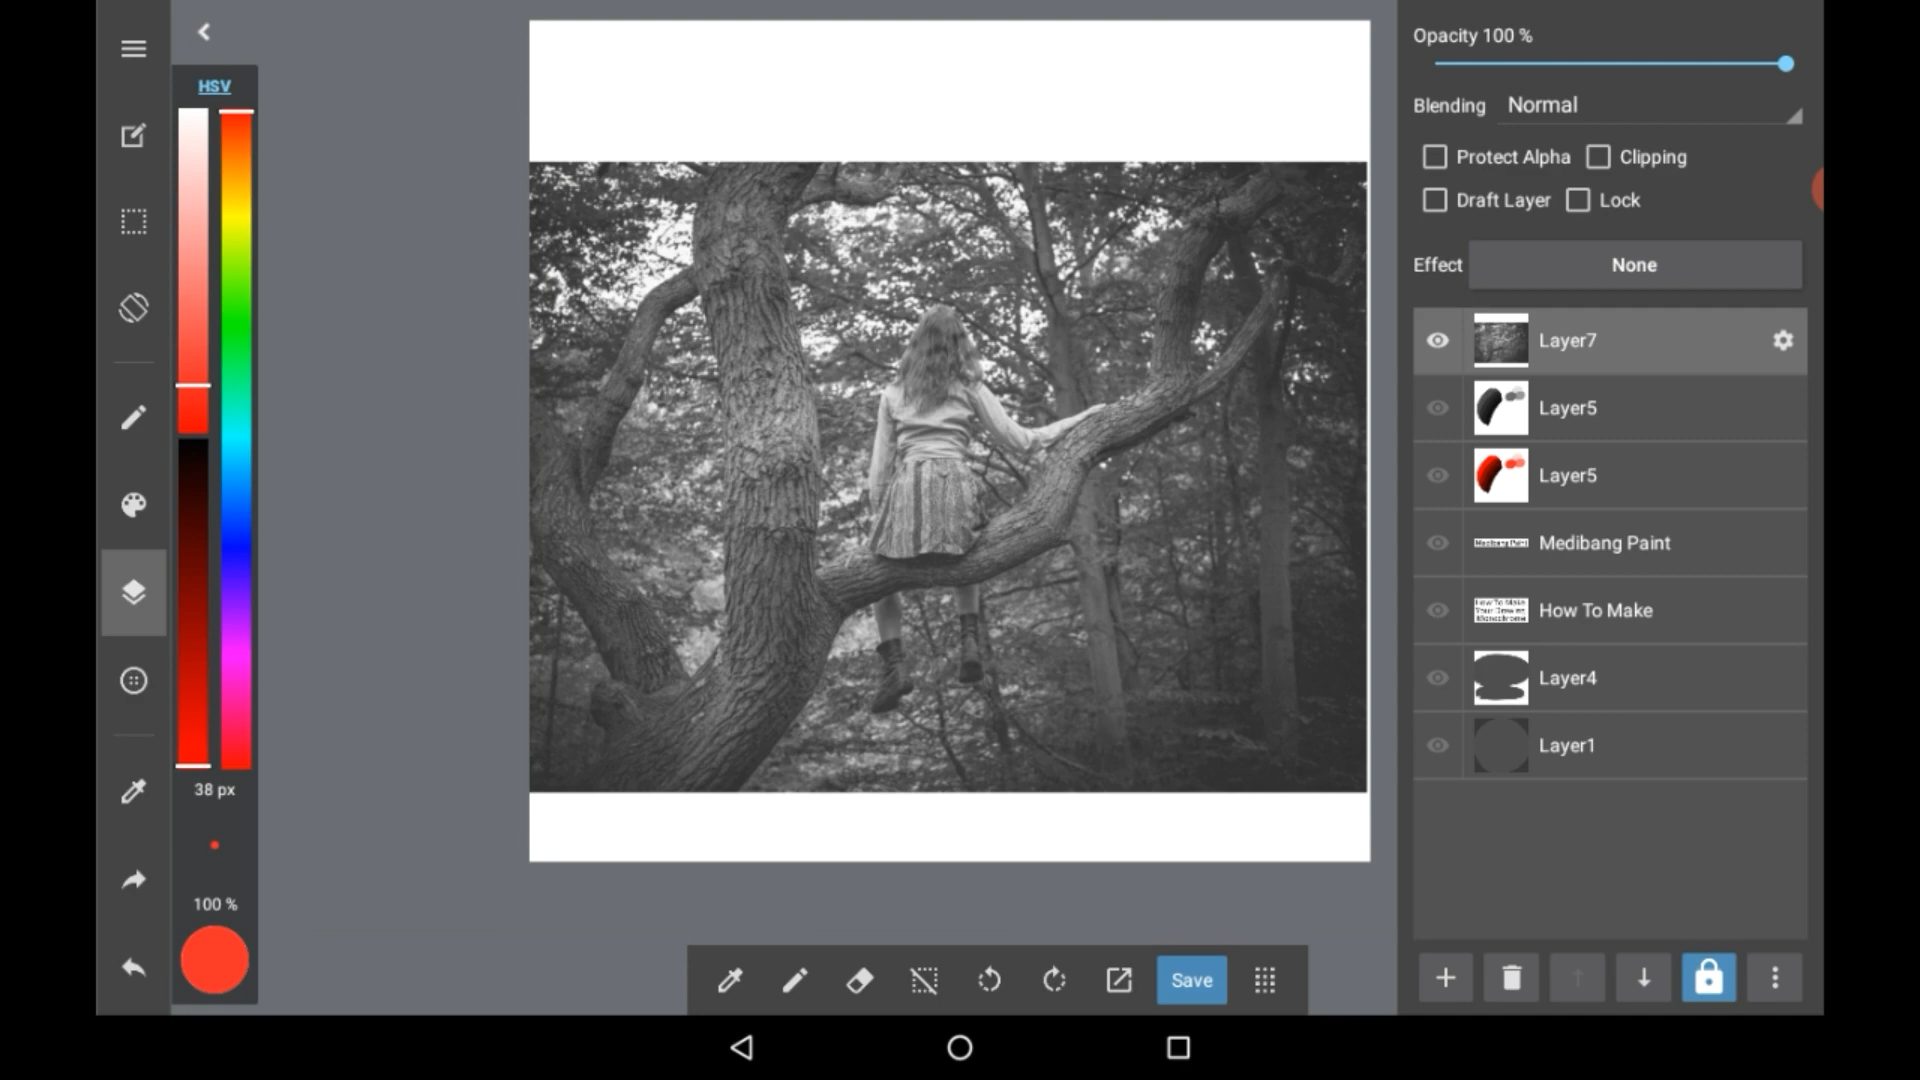 HSV
38 px
100 %
Save
Opacity 100 %
Blending Normal
Protect Alpha Clipping
Draft Layer Lock
Effect None
Layer7
Layer5
Layer5
Medibang Paint
How To Make
Layer4
Layer1